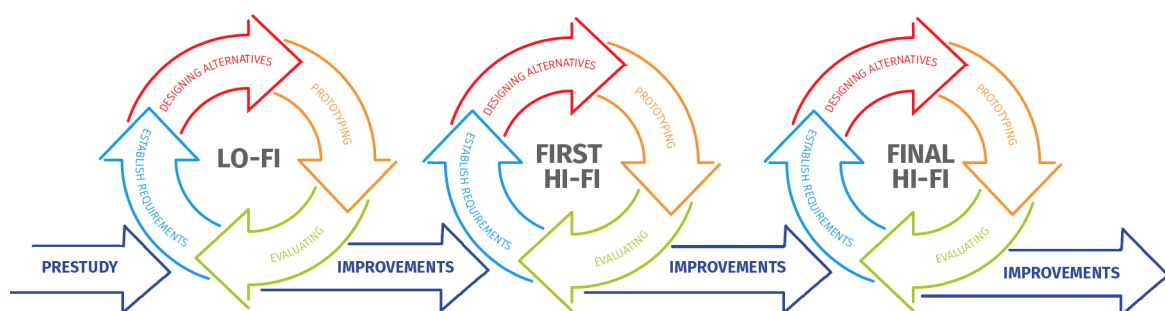 DESIGNING ALTERNATIVES
PROTOTYPING
ESTABLISH REQUIREMENTS
LO-FI
EVALUATING
PRESTUDY
IMPROVEMENTS
DESIGNING ALTERNATIVES
PROTOTYPING
ESTABLISH REQUIREMENTS
FIRST
HI-FI
EVALUATING
IMPROVEMENTS
DESIGNING ALTERNATIVES
PROTOTYPING
ESTABLISH REQUIREMENTS
FINAL
HI-FI
EVALUATING
IMPROVEMENTS